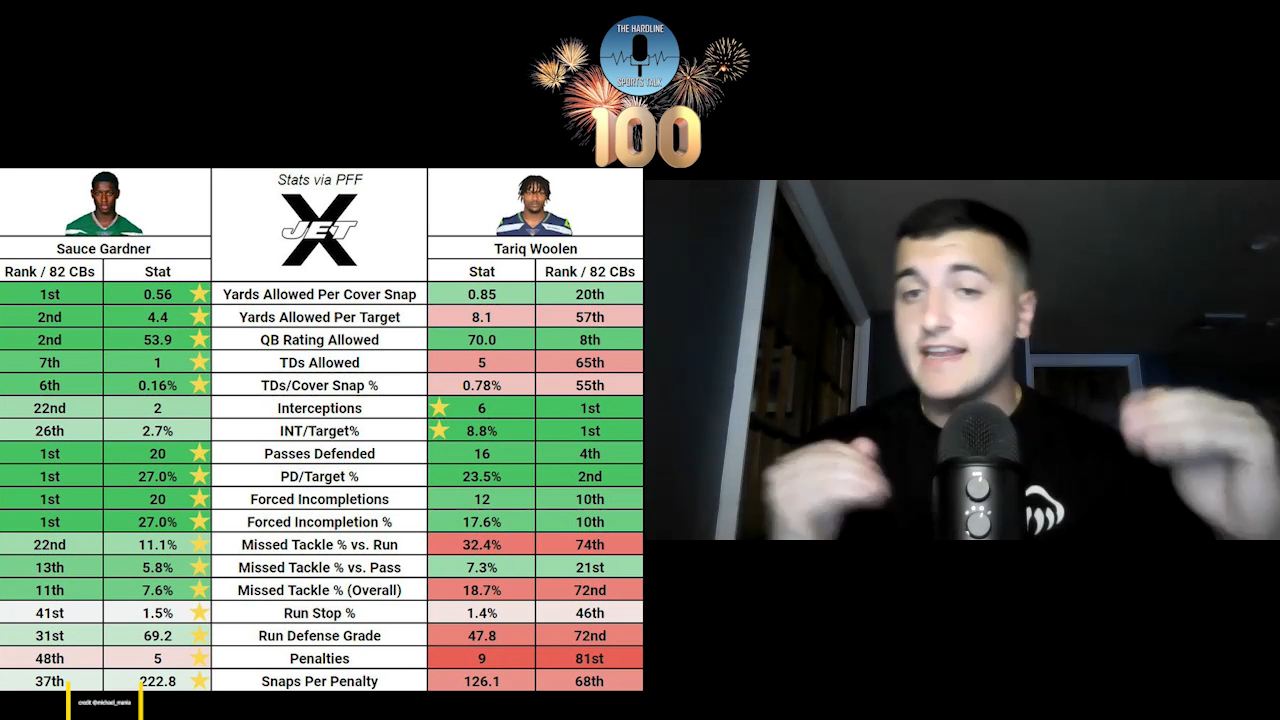 THE HARDLINE
SPORTS TALK
100
Stats via PFF
JET X
Sauce Gardner
Tariq Woolen
Rank / 82 CBs Stat Stat Rank / 82 CBs
1st 0.56 Yards Allowed Per Cover Snap 0.85 20th
2nd 4.4 Yards Allowed Per Target 8.1 57th
2nd 53.9 QB Rating Allowed 70.0 8th
7th 1 TDs Allowed 5 65th
6th 0.16% TDs/Cover Snap % 0.78% 55th
22nd 2 Interceptions 6 1st
26th 2.7% INT/Target% 8.8% 1st
1st 20 Passes Defended 16 4th
1st 27.0% PD/Target % 23.5% 2nd
1st 20 Forced Incompletions 12 10th
1st 27.0% Forced Incompletion % 17.6% 10th
22nd 11.1% Missed Tackle % vs. Run 32.4% 74th
13th 5.8% Missed Tackle % vs. Pass 7.3% 21st
11th 7.6% Missed Tackle % (Overall) 18.7% 72nd
41st 1.5% Run Stop % 1.4% 46th
31st 69.2 Run Defense Grade 47.8 72nd
48th 5 Penalties 9 81st
37th 222.8 Snaps Per Penalty 126.1 68th
credit @michael_nania